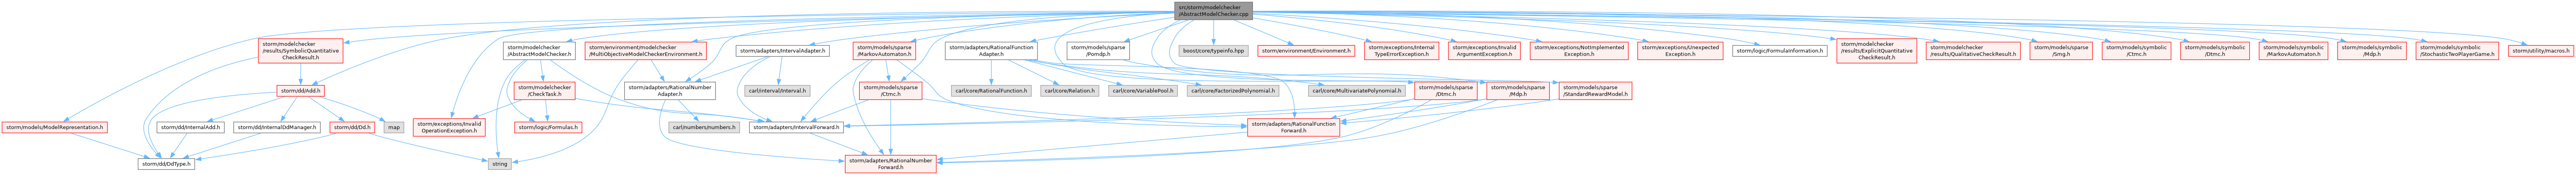 src/storm/modelchecker
/AbstractModelChecker.cpp
storm/modelchecker
/results/SymbolicQuantitative
CheckResult.h
storm/modelchecker
/AbstractModelChecker.h
storm/environment/modelchecker
/MultiObjectiveModelCheckerEnvironment.h
storm/adapters/IntervalAdapter.h
storm/models/sparse
/MarkovAutomaton.h
storm/adapters/RationalFunction
Adapter.h
storm/models/sparse
/Pomdp.h
boost/core/typeinfo.hpp
storm/environment/Environment.h
storm/exceptions/Internal
TypeErrorException.h
storm/exceptions/Invalid
ArgumentException.h
storm/exceptions/NotImplemented
Exception.h
storm/exceptions/Unexpected
Exception.h
storm/logic/FormulaInformation.h
storm/modelchecker
/results/ExplicitQuantitative
CheckResult.h
storm/modelchecker
/results/QualitativeCheckResult.h
storm/models/sparse
/Smg.h
storm/models/symbolic
/Ctmc.h
storm/models/symbolic
/Dtmc.h
storm/models/symbolic
/MarkovAutomaton.h
storm/models/symbolic
/Mdp.h
storm/models/symbolic
/StochasticTwoPlayerGame.h
storm/utility/macros.h
storm/dd/Add.h
storm/modelchecker
/CheckTask.h
storm/adapters/RationalNumber
Adapter.h
carl/interval/Interval.h
storm/models/sparse
/Ctmc.h
carl/core/RationalFunction.h
carl/core/Relation.h
carl/core/VariablePool.h
carl/core/FactorizedPolynomial.h
carl/core/MultivariatePolynomial.h
storm/models/sparse
/Dtmc.h
storm/models/sparse
/Mdp.h
storm/models/sparse
/StandardRewardModel.h
storm/models/ModelRepresentation.h
storm/dd/InternalAdd.h
storm/dd/InternalDdManager.h
storm/dd/Dd.h
map
storm/exceptions/Invalid
OperationException.h
storm/logic/Formulas.h
carl/numbers/numbers.h
storm/adapters/IntervalForward.h
storm/adapters/RationalFunction
Forward.h
storm/dd/DdType.h
string
storm/adapters/RationalNumber
Forward.h